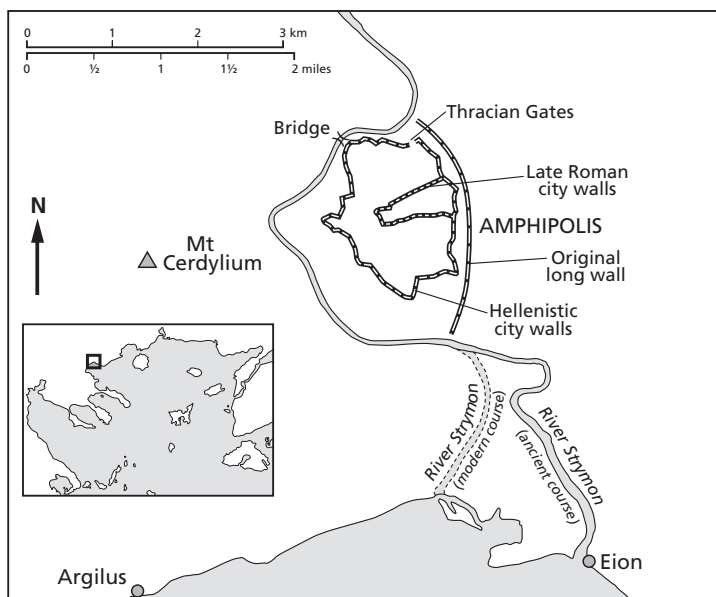 0 1 2 3 km
0 ½ 1 1½ 2 miles
Bridge
Thracian Gates
Late Roman
city walls
N
Mt
Cerdylium
AMPHIPOLIS
Original
long wall
Hellenistic
city walls
River Strymon
(modern course)
River Strymon
(ancient course)
Argilus
Eion